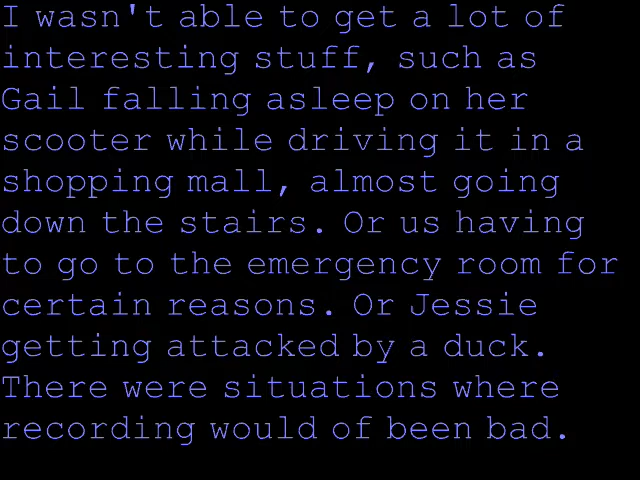 I wasn't able to get a lot of
interesting stuff, such as
Gail falling asleep on her
scooter while driving it in a
shopping mall, almost going
down the stairs. Or us having
to go to the emergency room for
certain reasons. Or Jessie
getting attacked by a duck.
There were situations where
recording would of been bad.